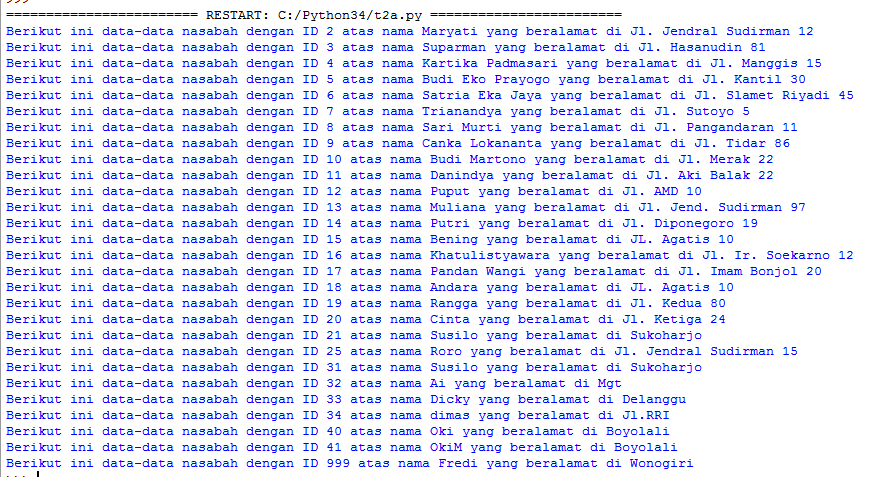 ======================== RESTART: C:/Python34/t2a.py ========================
Berikut ini data-data nasabah dengan ID 2 atas nama Maryati yang beralamat di Jl. Jendral Sudirman 12
Berikut ini data-data nasabah dengan ID 3 atas nama Suparman yang beralamat di Jl. Hasanudin 81
Berikut ini data-data nasabah dengan ID 4 atas nama Kartika Padmasari yang beralamat di Jl. Manggis 15
Berikut ini data-data nasabah dengan ID 5 atas nama Budi Eko Prayogo yang beralamat di Jl. Kantil 30
Berikut ini data-data nasabah dengan ID 6 atas nama Satria Eka Jaya yang beralamat di Jl. Slamet Riyadi 45
Berikut ini data-data nasabah dengan ID 7 atas nama Trianandya yang beralamat di Jl. Sutoyo 5
Berikut ini data-data nasabah dengan ID 8 atas nama Sari Murti yang beralamat di Jl. Pangandaran 11
Berikut ini data-data nasabah dengan ID 9 atas nama Canka Lokananta yang beralamat di Jl. Tidar 86
Berikut ini data-data nasabah dengan ID 10 atas nama Budi Martono yang beralamat di Jl. Merak 22
Berikut ini data-data nasabah dengan ID 11 atas nama Danindya yang beralamat di Jl. Aki Balak 22
Berikut ini data-data nasabah dengan ID 12 atas nama Puput yang beralamat di Jl. AMD 10
Berikut ini data-data nasabah dengan ID 13 atas nama Muliana yang beralamat di Jl. Jend. Sudirman 97
Berikut ini data-data nasabah dengan ID 14 atas nama Putri yang beralamat di Jl. Diponegoro 19
Berikut ini data-data nasabah dengan ID 15 atas nama Bening yang beralamat di JL. Agatis 10
Berikut ini data-data nasabah dengan ID 16 atas nama Khatulistyawara yang beralamat di Jl. Ir. Soekarno 12
Berikut ini data-data nasabah dengan ID 17 atas nama Pandan Wangi yang beralamat di Jl. Imam Bonjol 20
Berikut ini data-data nasabah dengan ID 18 atas nama Andara yang beralamat di JL. Agatis 10
Berikut ini data-data nasabah dengan ID 19 atas nama Rangga yang beralamat di Jl. Kedua 80
Berikut ini data-data nasabah dengan ID 20 atas nama Cinta yang beralamat di Jl. Ketiga 24
Berikut ini data-data nasabah dengan ID 21 atas nama Susilo yang beralamat di Sukoharjo
Berikut ini data-data nasabah dengan ID 25 atas nama Roro yang beralamat di Jl. Jendral Sudirman 15
Berikut ini data-data nasabah dengan ID 31 atas nama Susilo yang beralamat di Sukoharjo
Berikut ini data-data nasabah dengan ID 32 atas nama Ai yang beralamat di Mgt
Berikut ini data-data nasabah dengan ID 33 atas nama Dicky yang beralamat di Delanggu
Berikut ini data-data nasabah dengan ID 34 atas nama dimas yang beralamat di Jl.RRI
Berikut ini data-data nasabah dengan ID 40 atas nama Oki yang beralamat di Boyolali
Berikut ini data-data nasabah dengan ID 41 atas nama OkiM yang beralamat di Boyolali
Berikut ini data-data nasabah dengan ID 999 atas nama Fredi yang beralamat di Wonogiri